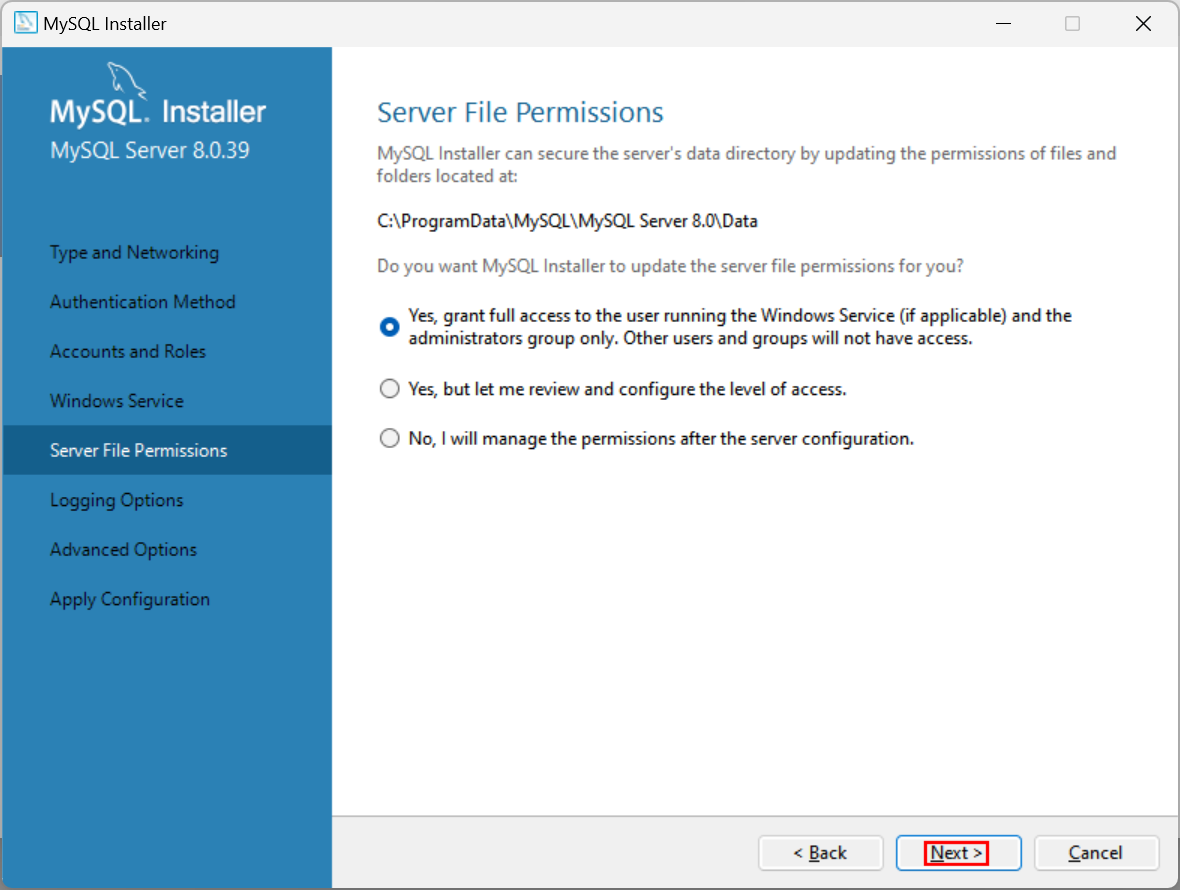 MySQL Installer
MySQL. Installer
MySQL Server 8.0.39
Type and Networking
Authentication Method
Accounts and Roles
Windows Service
Server File Permissions
Logging Options
Advanced Options
Apply Configuration
Server File Permissions
MySQL Installer can secure the server's data directory by updating the permissions of files and
folders located at:
C:\ProgramData\MySQL\MySQL Server 8.0\Data
Do you want MySQL Installer to update the server file permissions for you?
Yes, grant full access to the user running the Windows Service (if applicable) and the
administrators group only. Other users and groups will not have access.
Yes, but let me review and configure the level of access.
No, I will manage the permissions after the server configuration.
< Back
Next >
Cancel